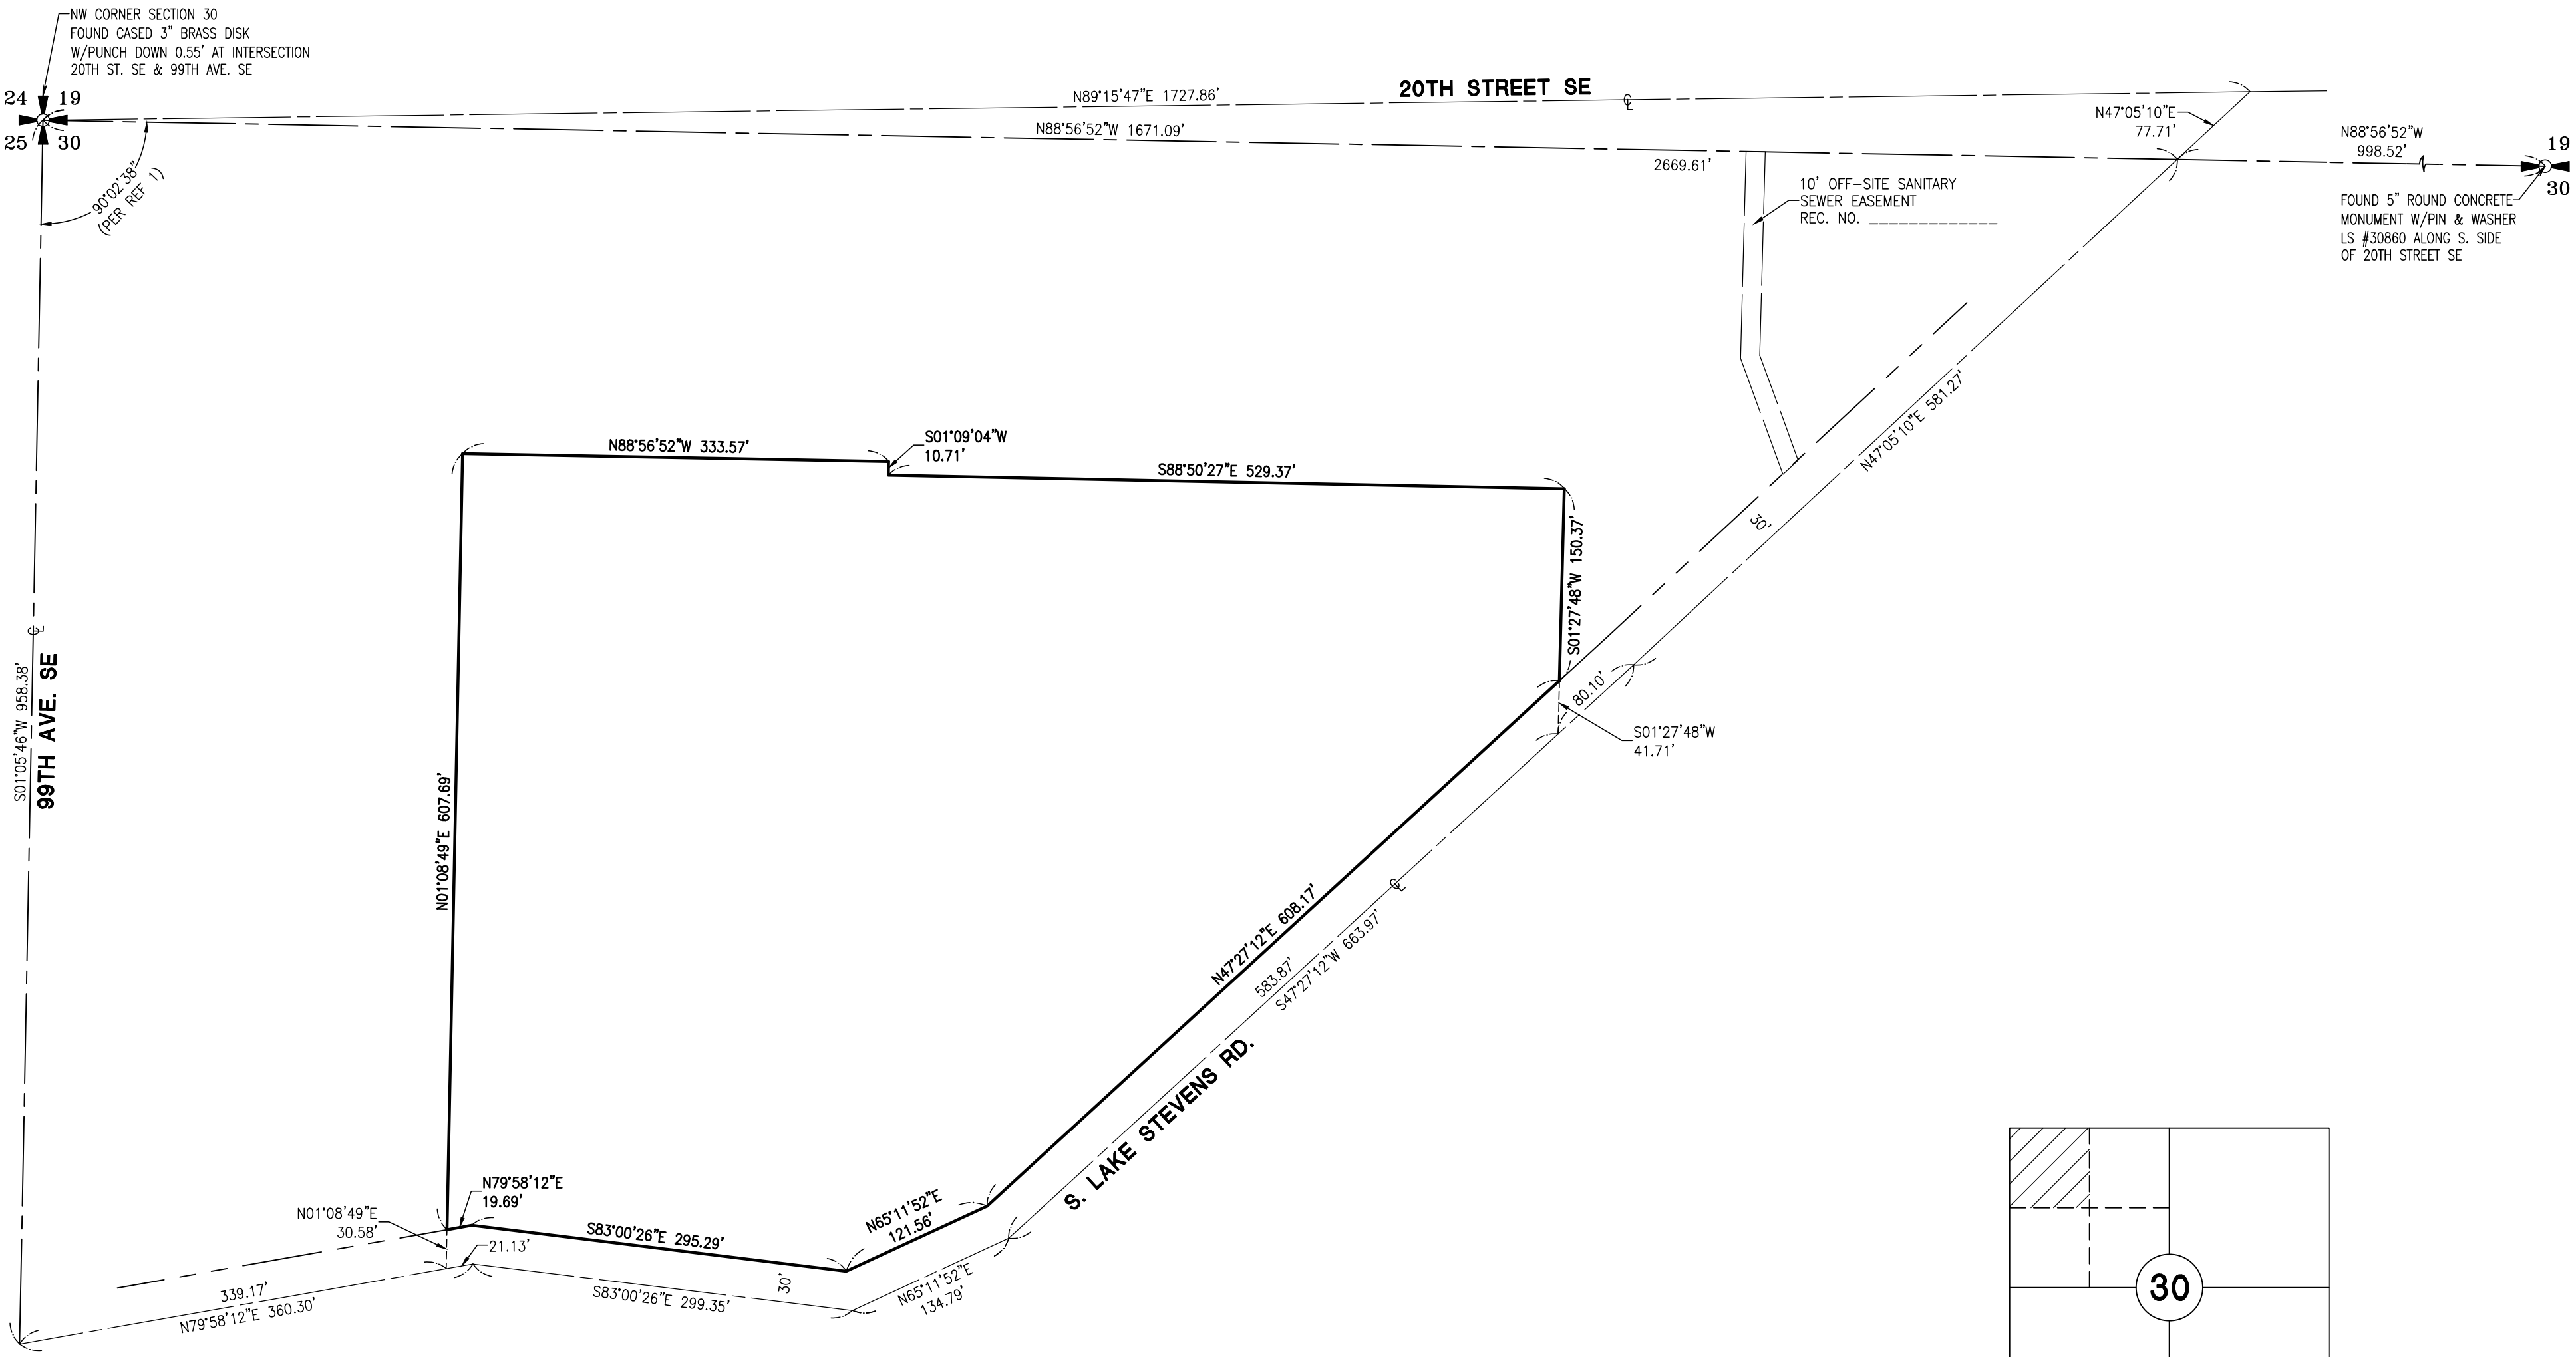 NW CORNER SECTION 30
FOUND CASED 3" BRASS DISK
W/PUNCH DOWN 0.55' AT INTERSECTION
20TH ST. SE & 99TH AVE. SE
24 19
25 30
90°02'38"
(PER REF 1)
N89°15'47"E 1727.86'
20TH STREET SE
N88°56'52"W 1671.09'
2669.61'
N47°05'10"E
77.71'
N88°56'52"W
998.52'
19
30
10' OFF-SITE SANITARY
SEWER EASEMENT
REC. NO. _____________
FOUND 5" ROUND CONCRETE
MONUMENT W/PIN & WASHER
LS #30860 ALONG S. SIDE
OF 20TH STREET SE
N47°05'10"E 581.27'
30'
N88°56'52"W 333.57'
S01°09'04"W
10.71'
S88°50'27"E 529.37'
S01°27'48"W 150.37'
80.10'
S01°27'48"W
41.71'
S01°05'46"W 958.38'
99TH AVE. SE
N01°08'49"E 607.69'
N47°27'12"E 608.17'
583.87'
S47°27'12"W 663.97'
S. LAKE STEVENS RD.
N79°58'12"E
19.69'
N01°08'49"E
30.58'
21.13'
S83°00'26"E 295.29'
N65°11'52"E
121.56'
30'
339.17'
N79°58'12"E 360.30'
S83°00'26"E 299.35'
N65°11'52"E
134.79'
30